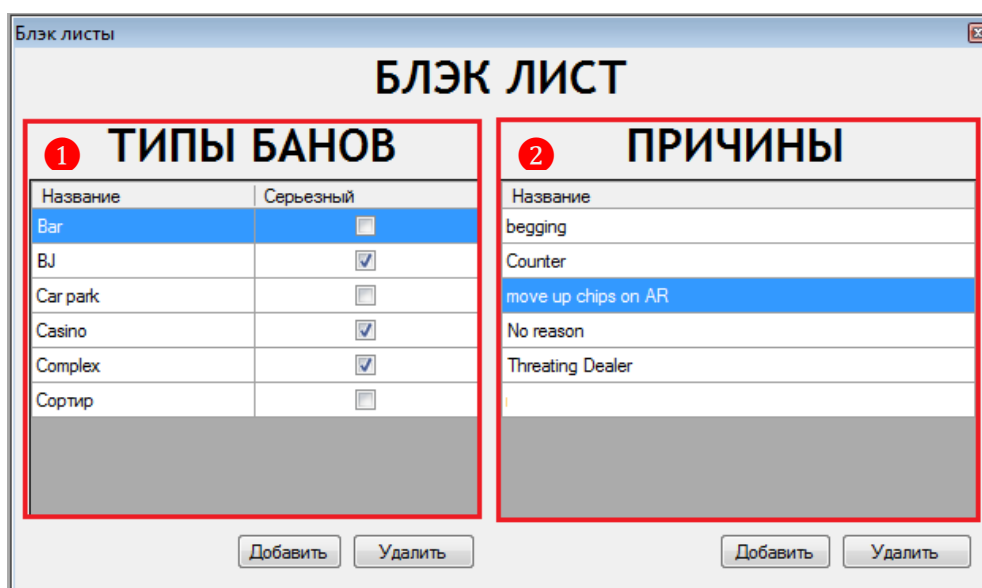 Блэк листы
БЛЭК ЛИСТ
1 ТИПЫ БАНОВ
Название Серьезный
Bar
BJ
Car park
Casino
Complex
Сортир
Добавить Удалить
2 ПРИЧИНЫ
Название
begging
Counter
move up chips on AR
No reason
Threating Dealer
Добавить Удалить